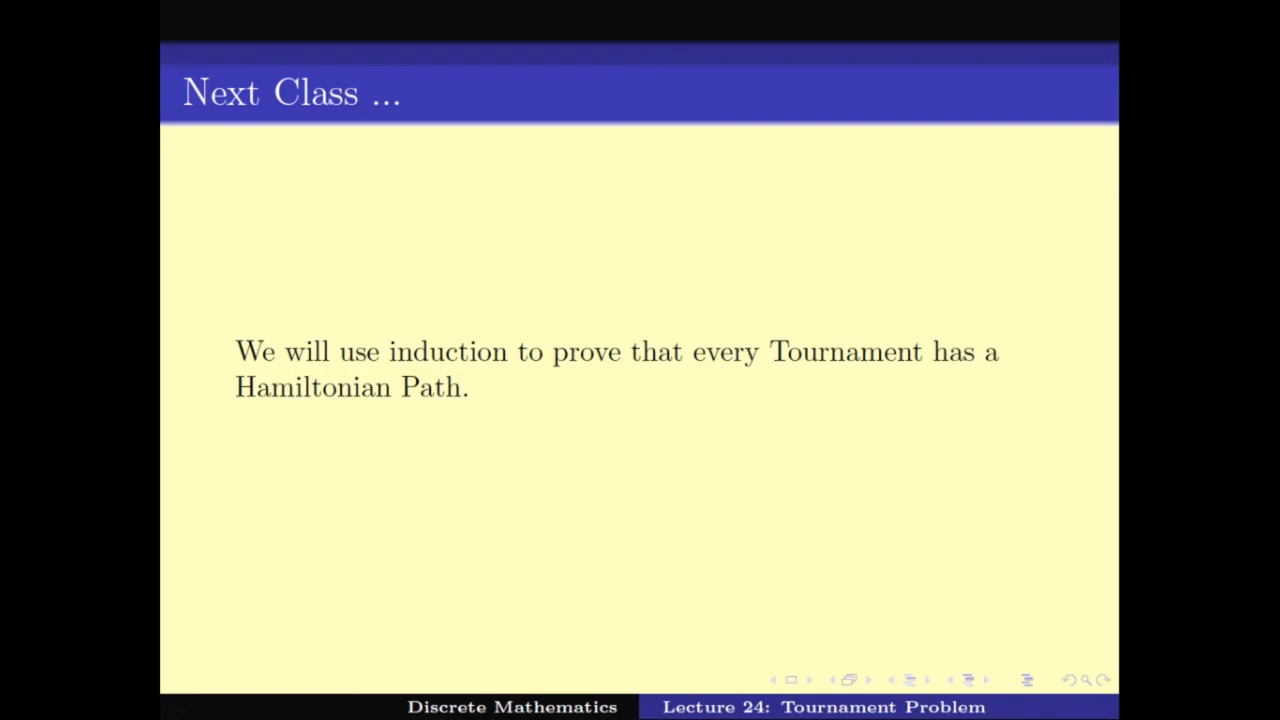 Next Class ...
We will use induction to prove that every Tournament has a
Hamiltonian Path.
Discrete Mathematics
Lecture 24: Tournament Problem